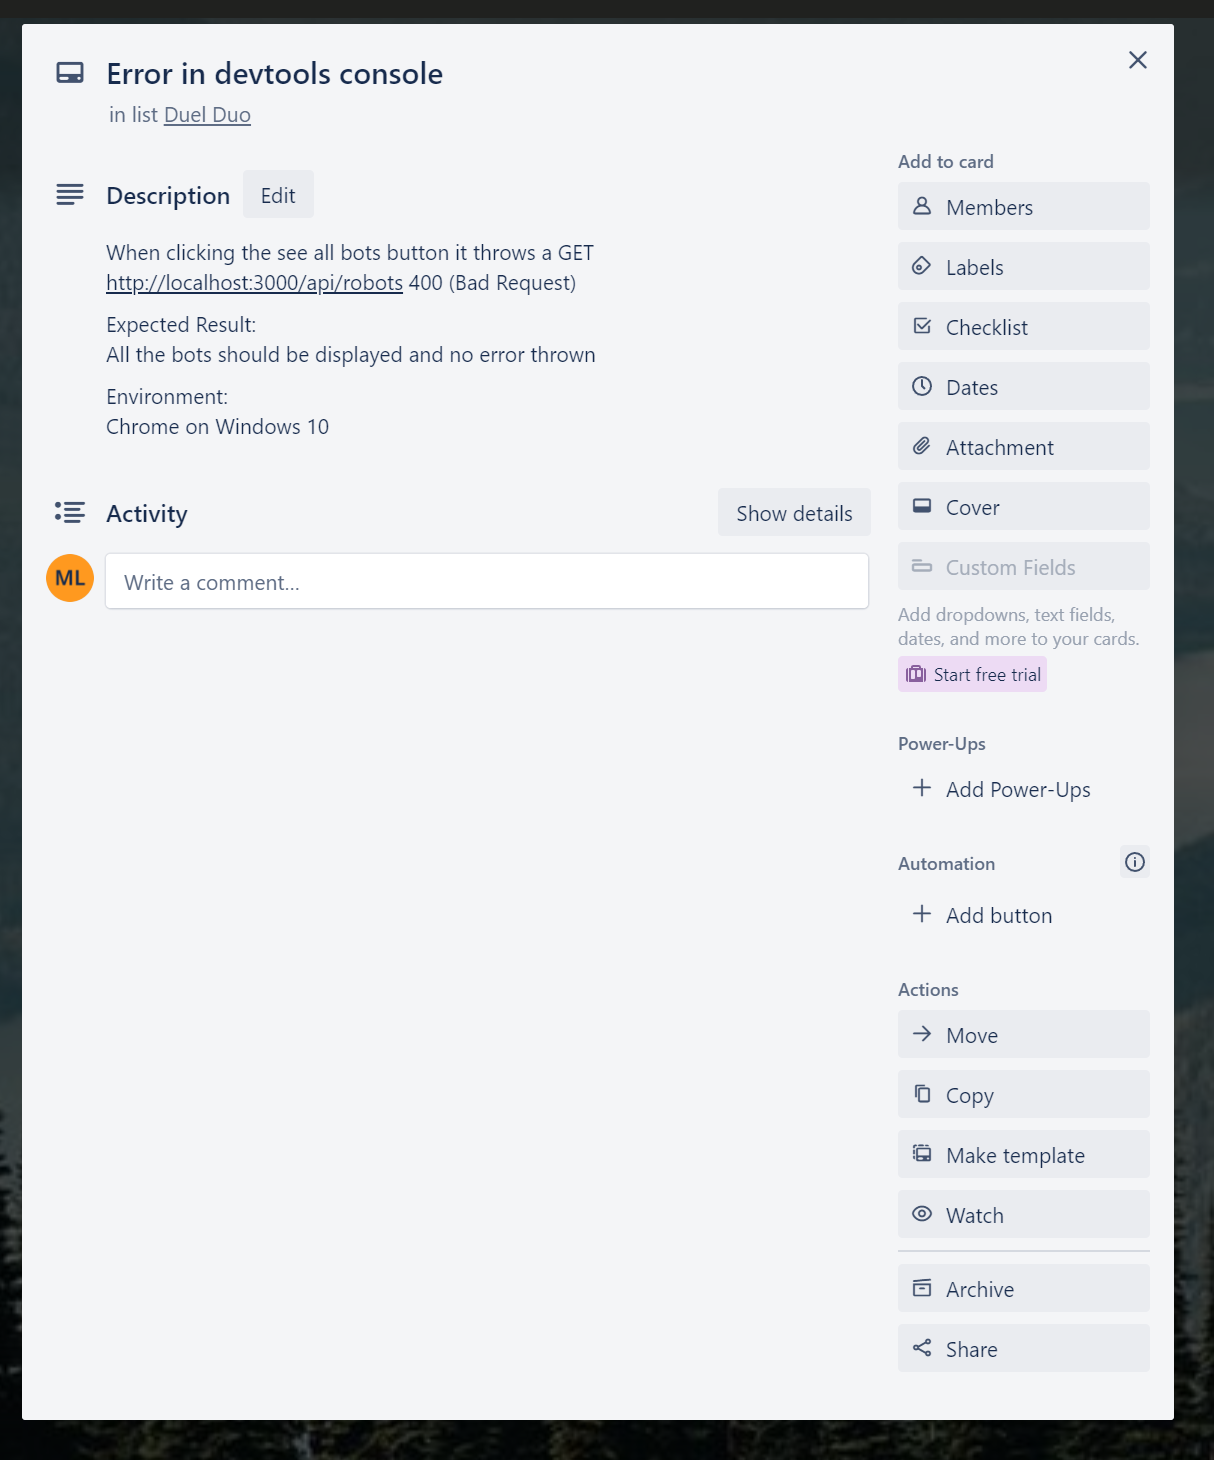 Error in devtools console
in list Duel Duo
Description
Edit
When clicking the see all bots button it throws a GET
http://localhost:3000/api/robots 400 (Bad Request)
Expected Result:
All the bots should be displayed and no error thrown
Environment:
Chrome on Windows 10
Activity
Show details
ML
Write a comment...
Add to card
Members
Labels
Checklist
Dates
Attachment
Cover
Custom Fields
Add dropdowns, text fields,
dates, and more to your cards.
Start free trial
Power-Ups
Add Power-Ups
Automation
Add button
Actions
Move
Copy
Make template
Watch
Archive
Share